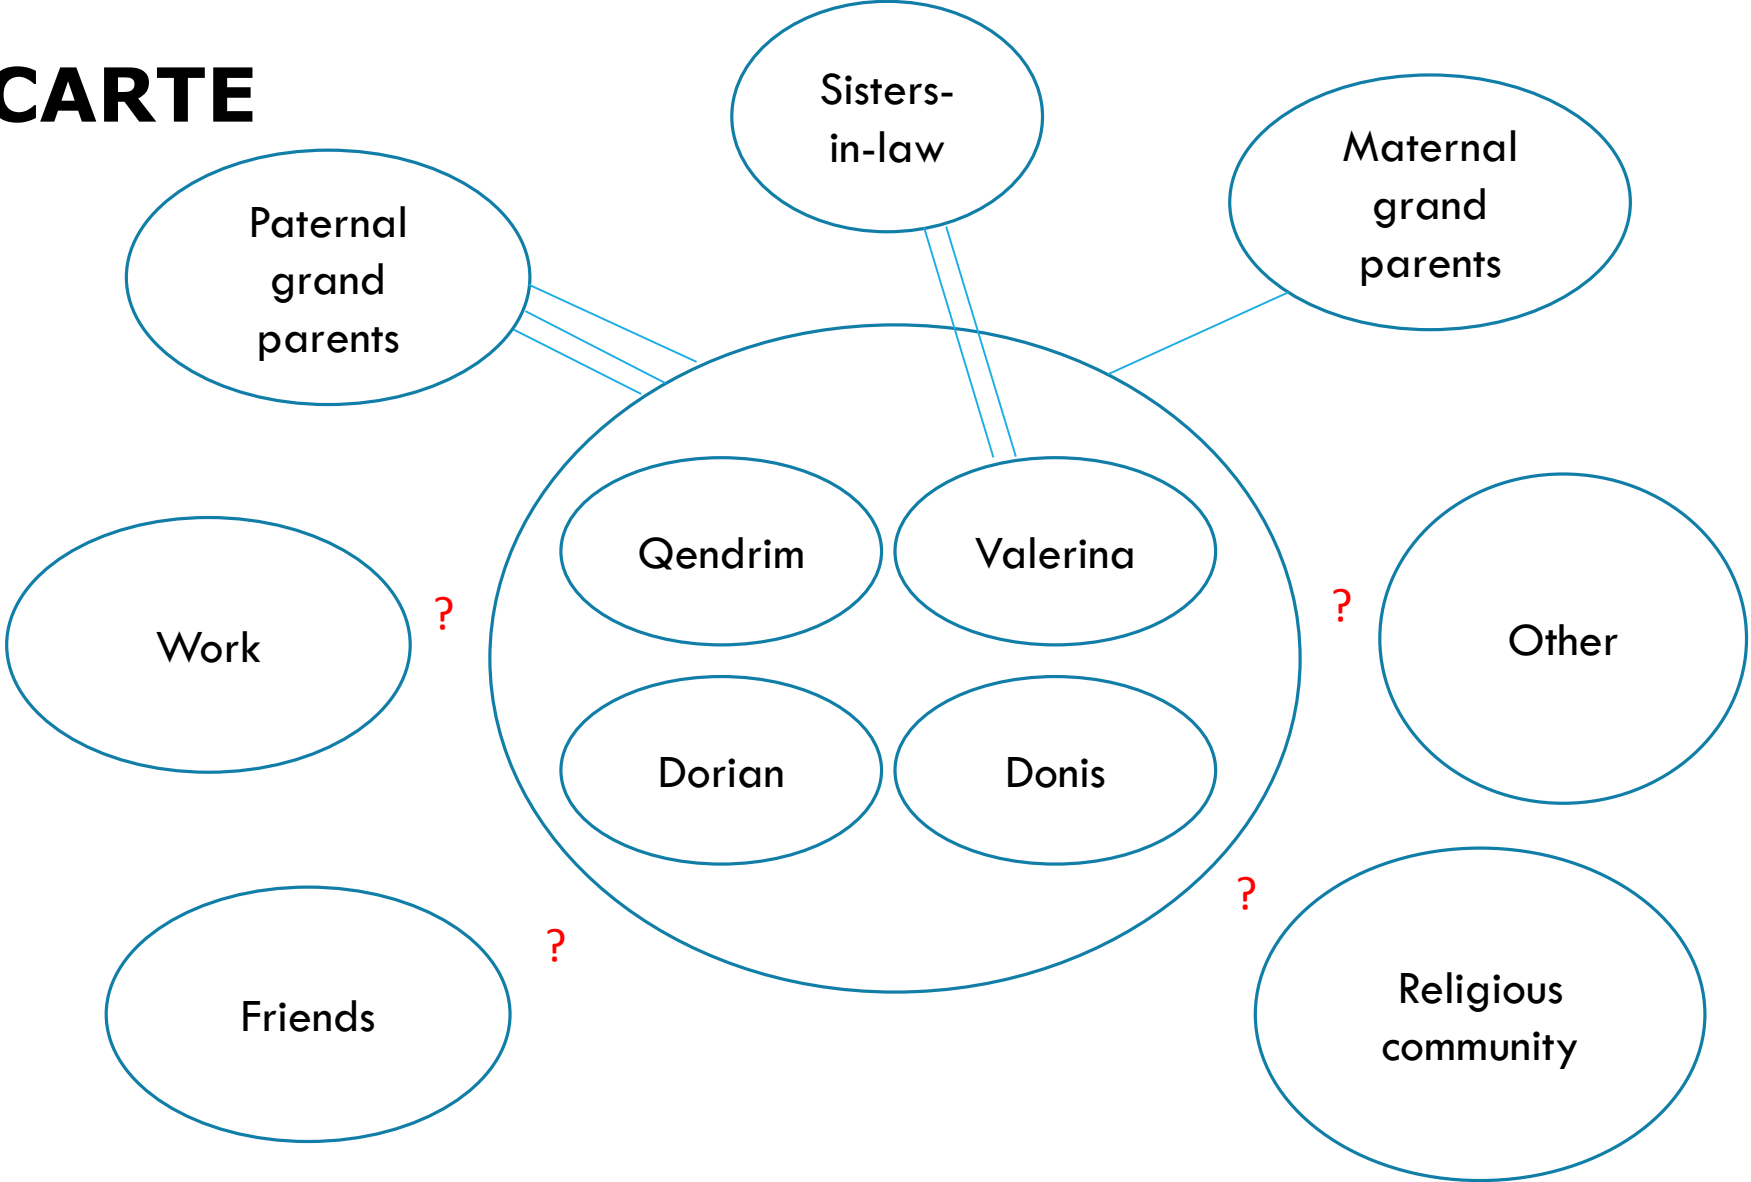 CARTE
Sisters-
in-law
Maternal
grand
parents
Paternal
grand
parents
Qendrim
Valerina
?
?
Work
Other
Dorian
Donis
?
?
Friends
Religious
community